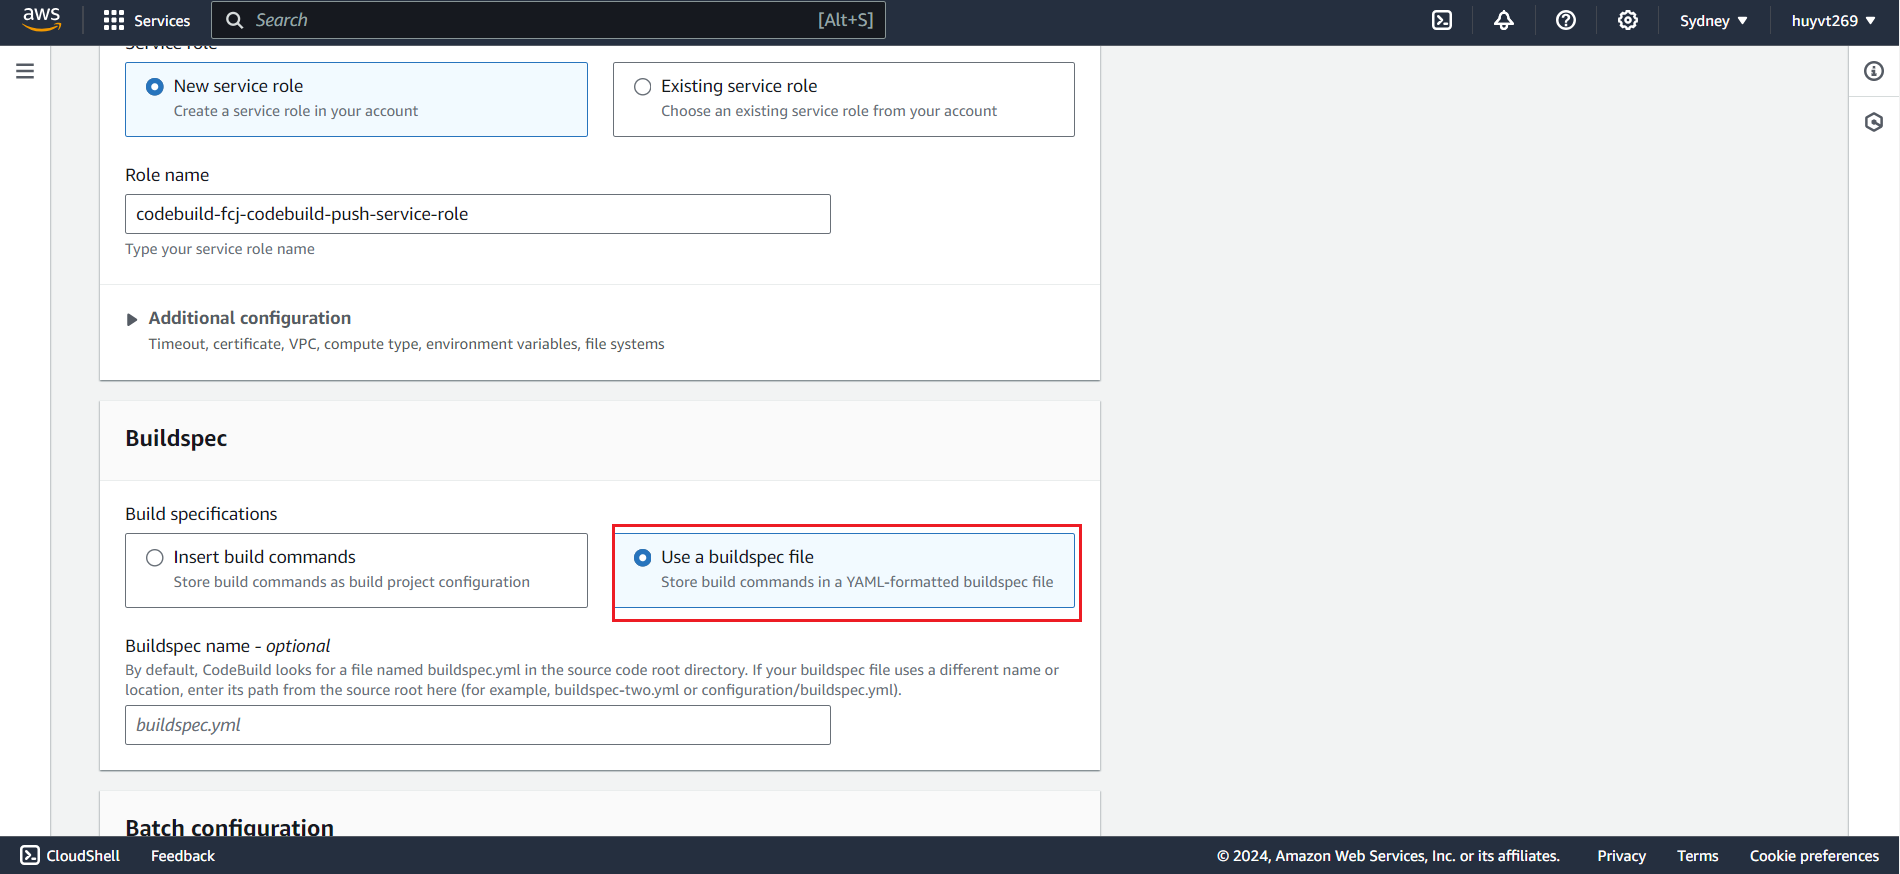 aws
Services
Search
[Alt+S]
Sydney
huyvt269
Service role
New service role
Create a service role in your account
Existing service role
Choose an existing service role from your account
Role name
codebuild-fcj-codebuild-push-service-role
Type your service role name
Additional configuration
Timeout, certificate, VPC, compute type, environment variables, file systems
Buildspec
Build specifications
Insert build commands
Store build commands as build project configuration
Use a buildspec file
Store build commands in a YAML-formatted buildspec file
Buildspec name - optional
By default, CodeBuild looks for a file named buildspec.yml in the source code root directory. If your buildspec file uses a different name or
location, enter its path from the source root here (for example, buildspec-two.yml or configuration/buildspec.yml).
buildspec.yml
Batch configuration
CloudShell
Feedback
© 2024, Amazon Web Services, Inc. or its affiliates.
Privacy
Terms
Cookie preferences